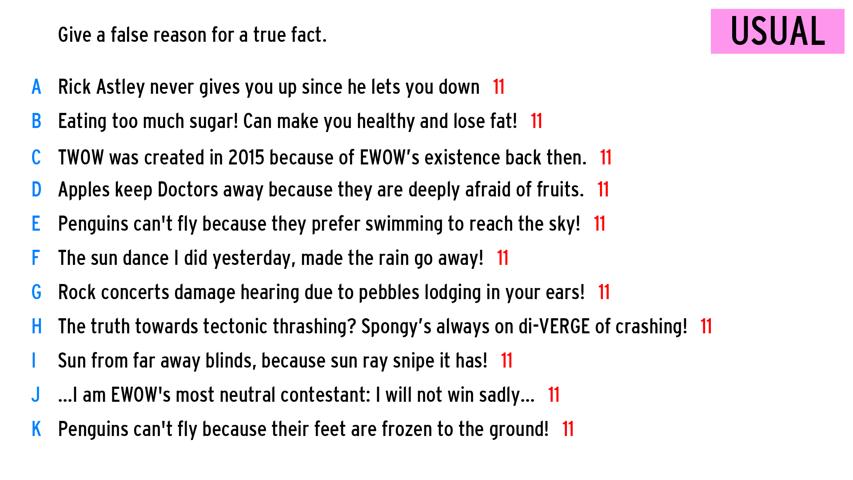 Give a false reason for a true fact.
USUAL
A Rick Astley never gives you up since he lets you down 11
B Eating too much sugar! Can make you healthy and lose fat! 11
C TWOW was created in 2015 because of EWOW’s existence back then. 11
D Apples keep Doctors away because they are deeply afraid of fruits. 11
E Penguins can't fly because they prefer swimming to reach the sky! 11
F The sun dance I did yesterday, made the rain go away! 11
G Rock concerts damage hearing due to pebbles lodging in your ears! 11
H The truth towards tectonic thrashing? Spongy’s always on di-VERGE of crashing! 11
I Sun from far away blinds, because sun ray snipe it has! 11
J ...I am EWOW's most neutral contestant: I will not win sadly... 11
K Penguins can't fly because their feet are frozen to the ground! 11